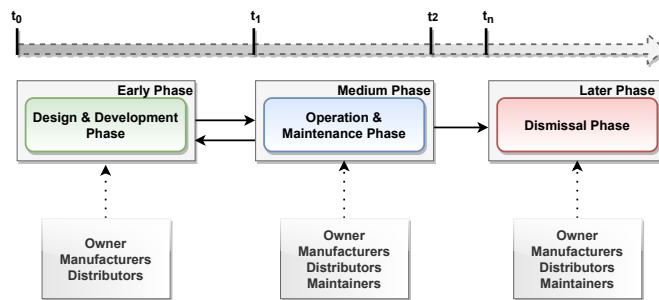 t0
t1
t2
tn
Early Phase
Design & Development
Phase
Medium Phase
Operation &
Maintenance Phase
Later Phase
Dismissal Phase
Owner
Manufacturers
Distributors
Owner
Manufacturers
Distributors
Maintainers
Owner
Manufacturers
Distributors
Maintainers